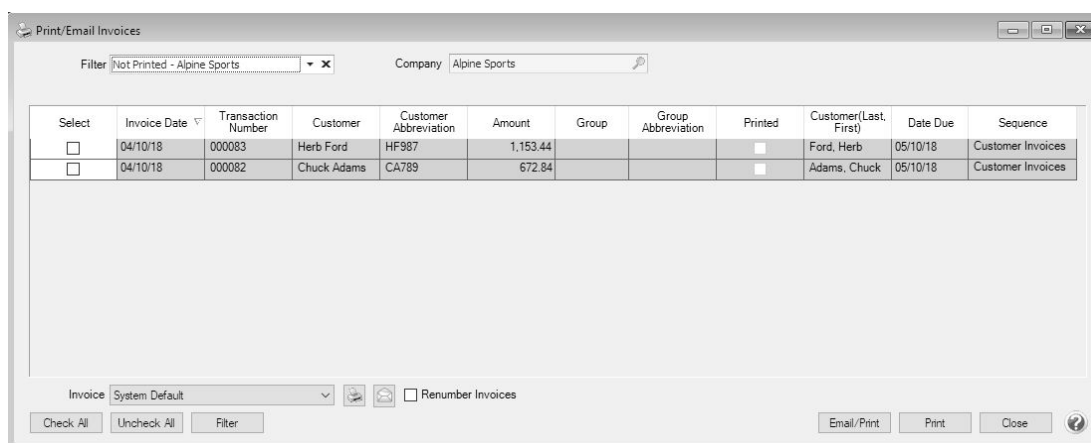 Print/Email Invoices
Filter Not Printed - Alpine Sports Company Alpine Sports
Select Invoice Date Transaction Number Customer Customer Abbreviation Amount Group Group Abbreviation Printed Customer(Last, First) Date Due Sequence
04/10/18 000083 Herb Ford HF987 1,153.44 Ford, Herb 05/10/18 Customer Invoices
04/10/18 000082 Chuck Adams CA789 672.84 Adams, Chuck 05/10/18 Customer Invoices
Invoice System Default Renumber Invoices
Check All Uncheck All Filter Email/Print Print Close ?